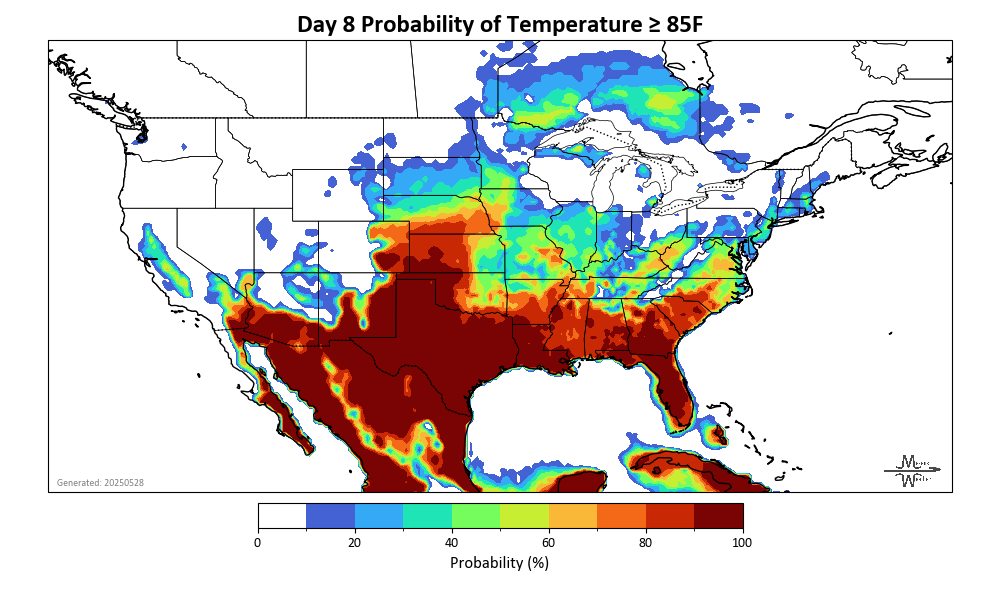 Day 8 Probability of Temperature ≥ 85F
Generated: 20250528
0 20 40 60 80 100
Probability (%)